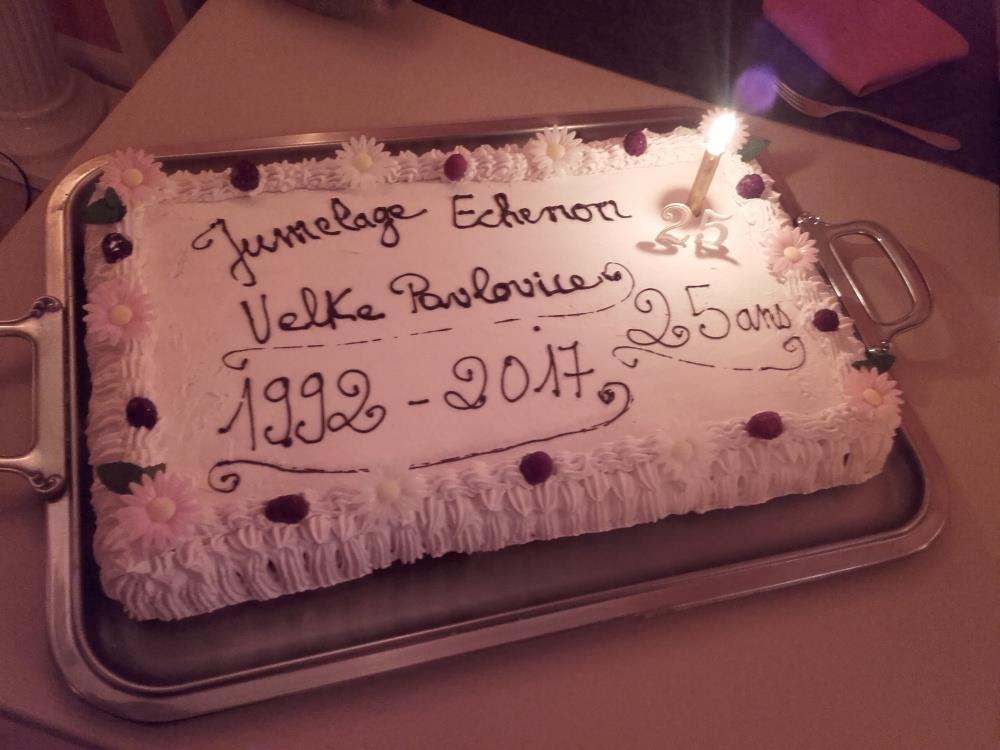 Jumelage Echenon
25
Velke Pavlovice
25 ans
1992 - 2017